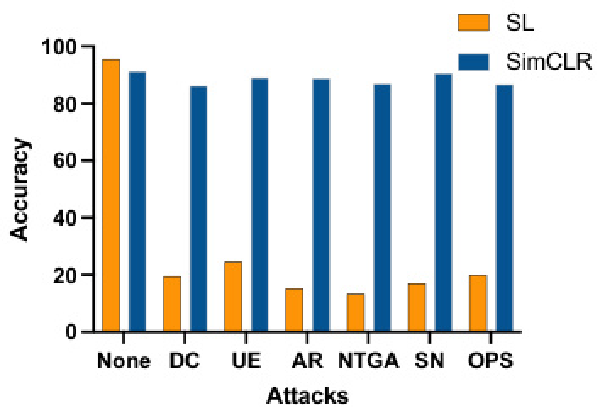 SL
SimCLR
100
80
60
40
20
0
Accuracy
None DC UE AR NTGA SN OPS
Attacks